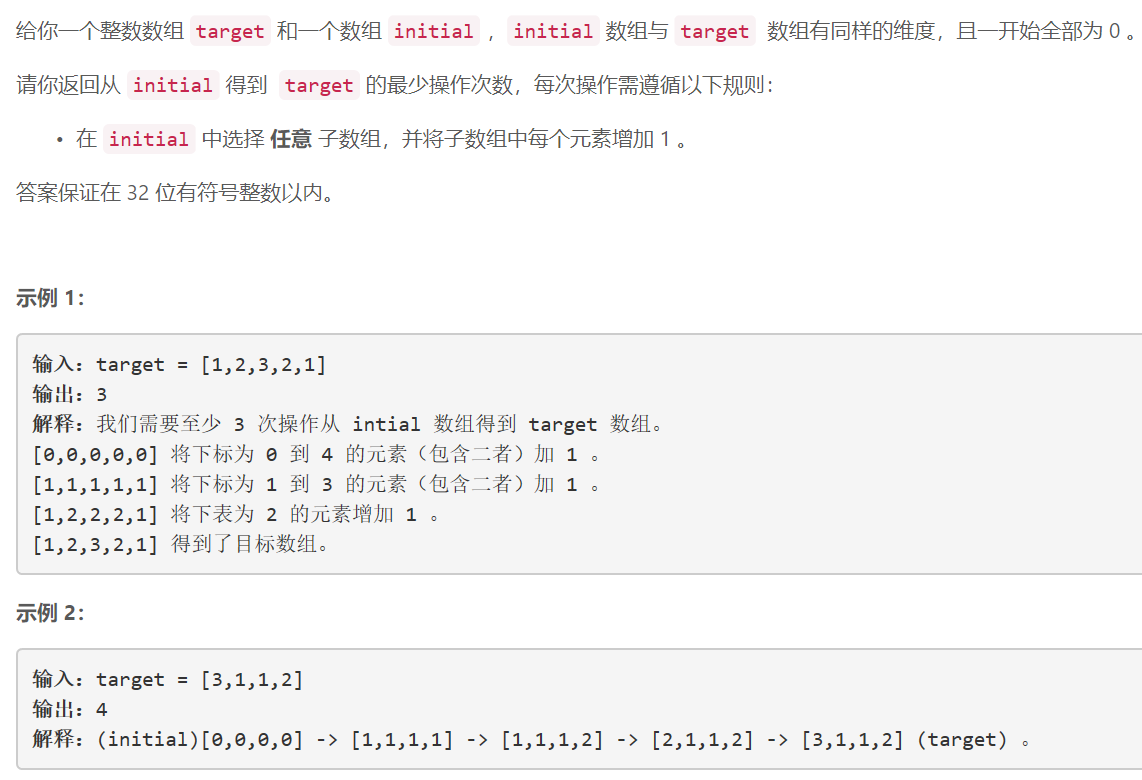 给你一个整数数组 target 和一个数组 initial ，initial 数组与 target 数组有同样的维度，且一开始全部为 0 。
请你返回从 initial 得到 target 的最少操作次数，每次操作需遵循以下规则：
• 在 initial 中选择 任意 子数组，并将子数组中每个元素增加 1 。
答案保证在 32 位有符号整数以内。
示例 1：
输入：target = [1,2,3,2,1]
输出：3
解释：我们需要至少 3 次操作从 intial 数组得到 target 数组。
[0,0,0,0,0] 将下标为 0 到 4 的元素（包含二者）加 1 。
[1,1,1,1,1] 将下标为 1 到 3 的元素（包含二者）加 1 。
[1,2,2,2,1] 将下表为 2 的元素增加 1 。
[1,2,3,2,1] 得到了目标数组。
示例 2：
输入：target = [3,1,1,2]
输出：4
解释：(initial)[0,0,0,0] -> [1,1,1,1] -> [1,1,1,2] -> [2,1,1,2] -> [3,1,1,2] (target) 。